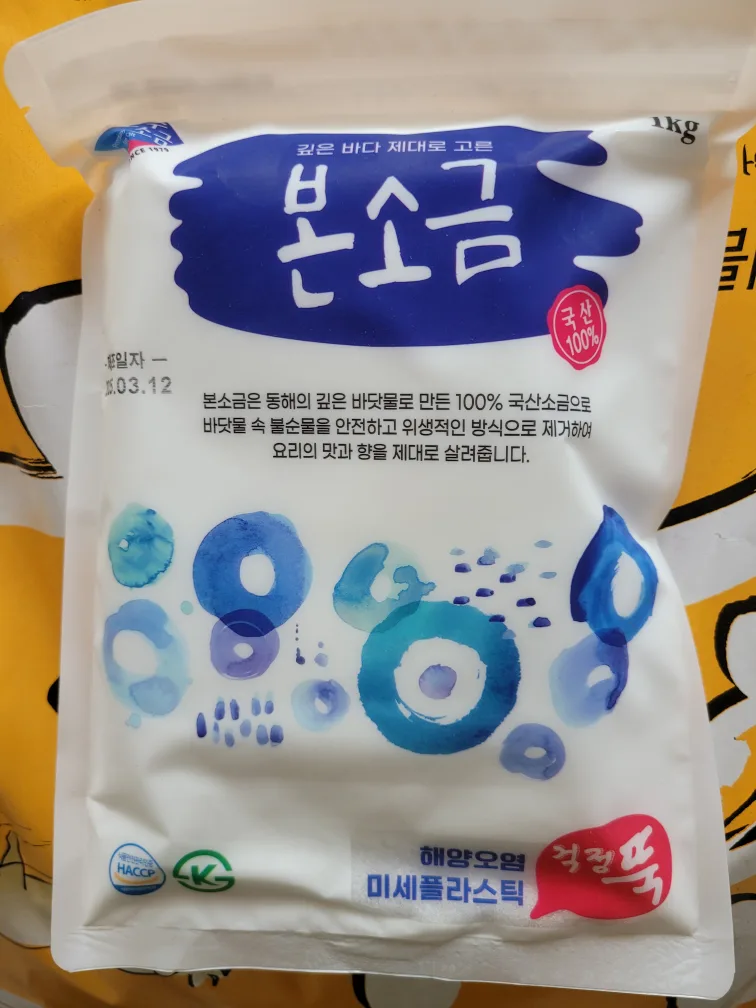 1kg
SINCE 1979
깊은 바다 제대로 고른
본소금
국산
100%
일자
.03.12
본소금은 동해의 깊은 바닷물로 만든 100% 국산소금으로
바닷물 속 불순물을 안전하고 위생적인 방식으로 제거하여
요리의 맛과 향을 제대로 살려줍니다.
HACCP
해양오염
미세플라스틱
걱정뚝